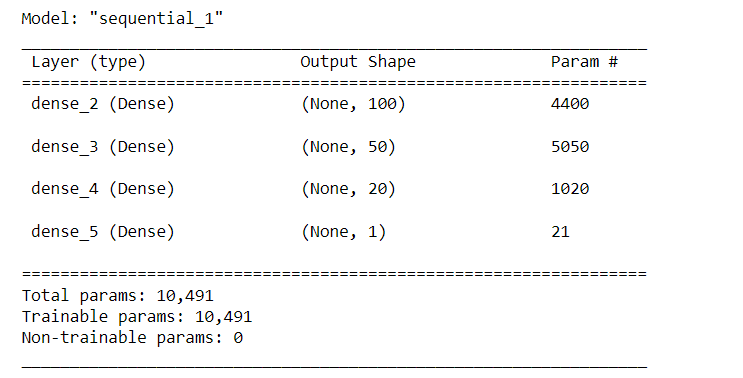 Model: "sequential_1"
_________________________________________________________________
Layer (type) Output Shape Param #
=================================================================
dense_2 (Dense) (None, 100) 4400
dense_3 (Dense) (None, 50) 5050
dense_4 (Dense) (None, 20) 1020
dense_5 (Dense) (None, 1) 21
=================================================================
Total params: 10,491
Trainable params: 10,491
Non-trainable params: 0
_________________________________________________________________